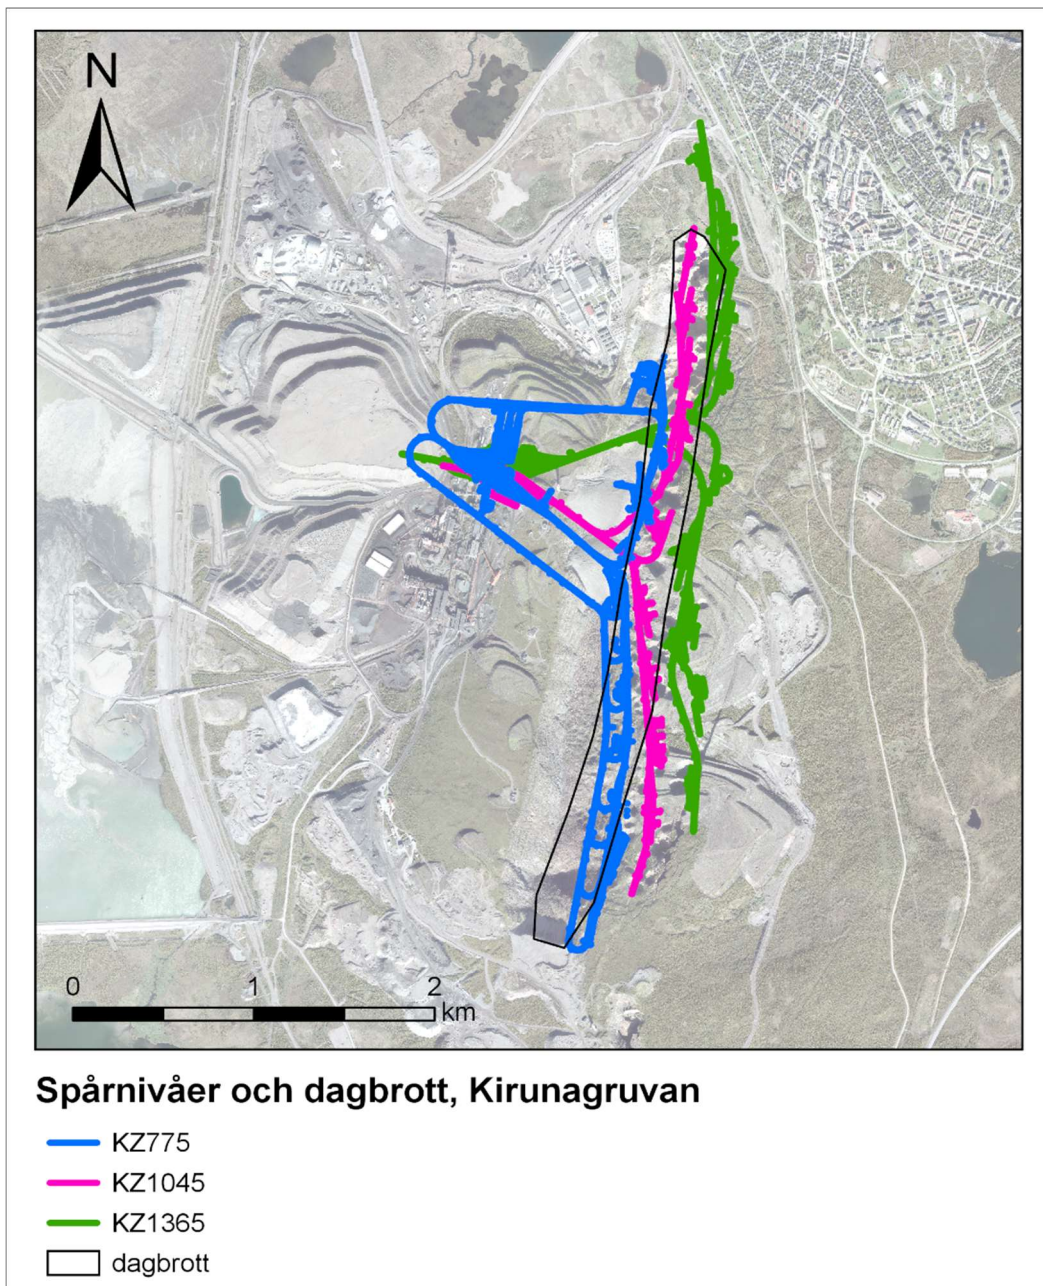 N
0 1 2
km
Spårnivåer och dagbrott, Kirunagruvan
KZ775
KZ1045
KZ1365
dagbrott